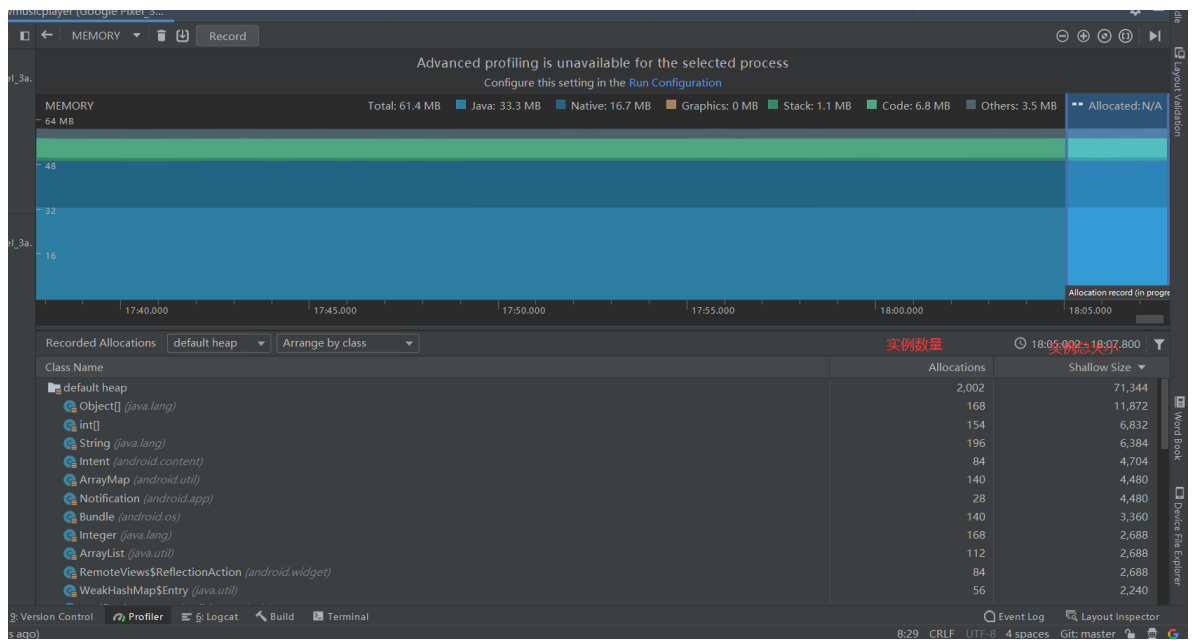 musicplayer (Google Pixel_3...
MEMORY
Record
Advanced profiling is unavailable for the selected process
Configure this setting in the Run Configuration
el_3a.
MEMORY Total: 61.4 MB Java: 33.3 MB Native: 16.7 MB Graphics: 0 MB Stack: 1.1 MB Code: 6.8 MB Others: 3.5 MB Allocated:N/A
64 MB
48
32
el_3a.
16
Allocation record (in progre
17:40.000 17:45.000 17:50.000 17:55.000 18:00.000 18:05.000
Recorded Allocations default heap Arrange by class 实例数量 18:05.002 - 18:07.800
实例总大小
Class Name Allocations Shallow Size
default heap 2,002 71,344
Object[] (java.lang) 168 11,872
int[] 154 6,832
String (java.lang) 196 6,384
Intent (android.content) 84 4,704
ArrayMap (android.util) 140 4,480
Notification (android.app) 28 4,480
Bundle (android.os) 140 3,360
Integer (java.lang) 168 2,688
ArrayList (java.util) 112 2,688
RemoteViews$ReflectionAction (android.widget) 84 2,688
WeakHashMap$Entry (java.util) 56 2,240
9: Version Control Profiler 6: Logcat Build Terminal Event Log Layout Inspector
s ago) 8:29 CRLF UTF-8 4 spaces Git: master
dle
Layout Validation
Word Book
Device File Explorer